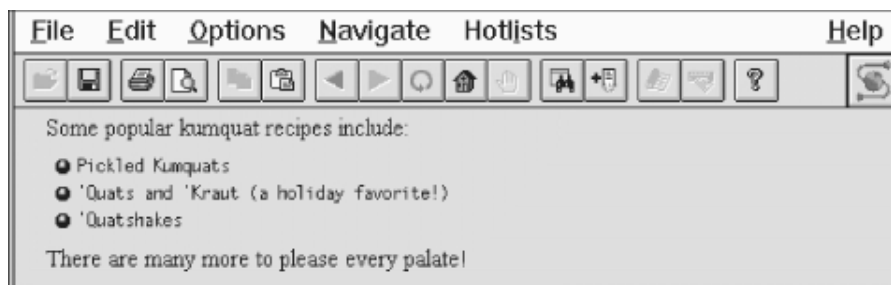 File Edit Options Navigate Hotlists Help
?
Some popular kumquat recipes include:
Pickled Kumquats
'Quats and 'Kraut (a holiday favorite!)
'Quatshakes
There are many more to please every palate!